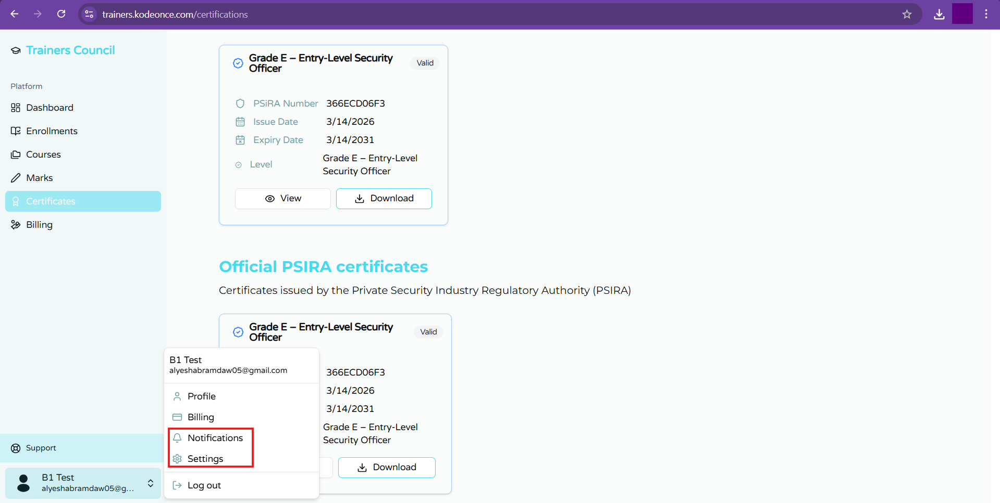 trainers.kodeonce.com/certifications
Trainers Council
Platform
Dashboard
Enrollments
Courses
Marks
Certificates
Billing
Grade E – Entry-Level Security
Officer
Valid
PSiRA Number 366ECD06F3
Issue Date 3/14/2026
Expiry Date 3/14/2031
Level Grade E – Entry-Level
Security Officer
View Download
Official PSIRA certificates
Certificates issued by the Private Security Industry Regulatory Authority (PSIRA)
Grade E – Entry-Level Security
Officer
Valid
366ECD06F3
3/14/2026
3/14/2031
Grade E – Entry-Level
Security Officer
Download
B1 Test
alyeshabramdaw05@gmail.com
Profile
Billing
Notifications
Settings
Log out
Support
B1 Test
alyeshabramdaw05@g...